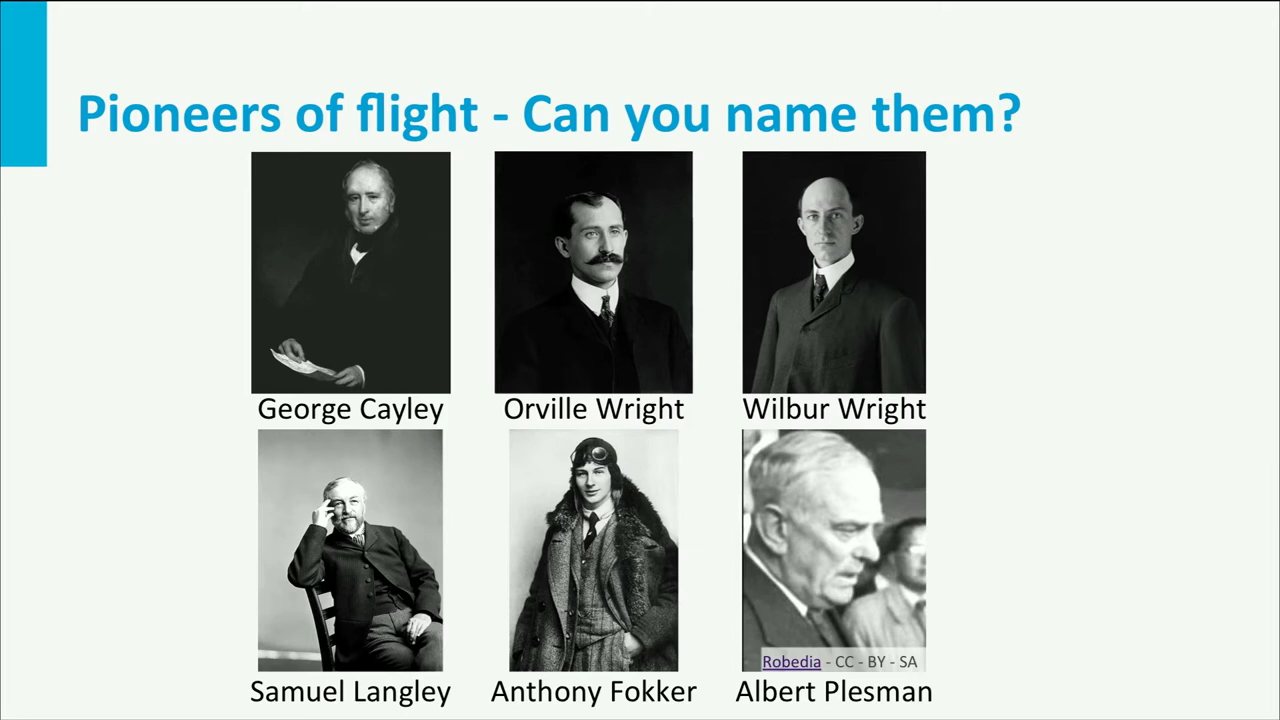 Pioneers of flight - Can you name them?
George Cayley
Orville Wright
Wilbur Wright
Robedia - CC - BY - SA
Samuel Langley
Anthony Fokker
Albert Plesman